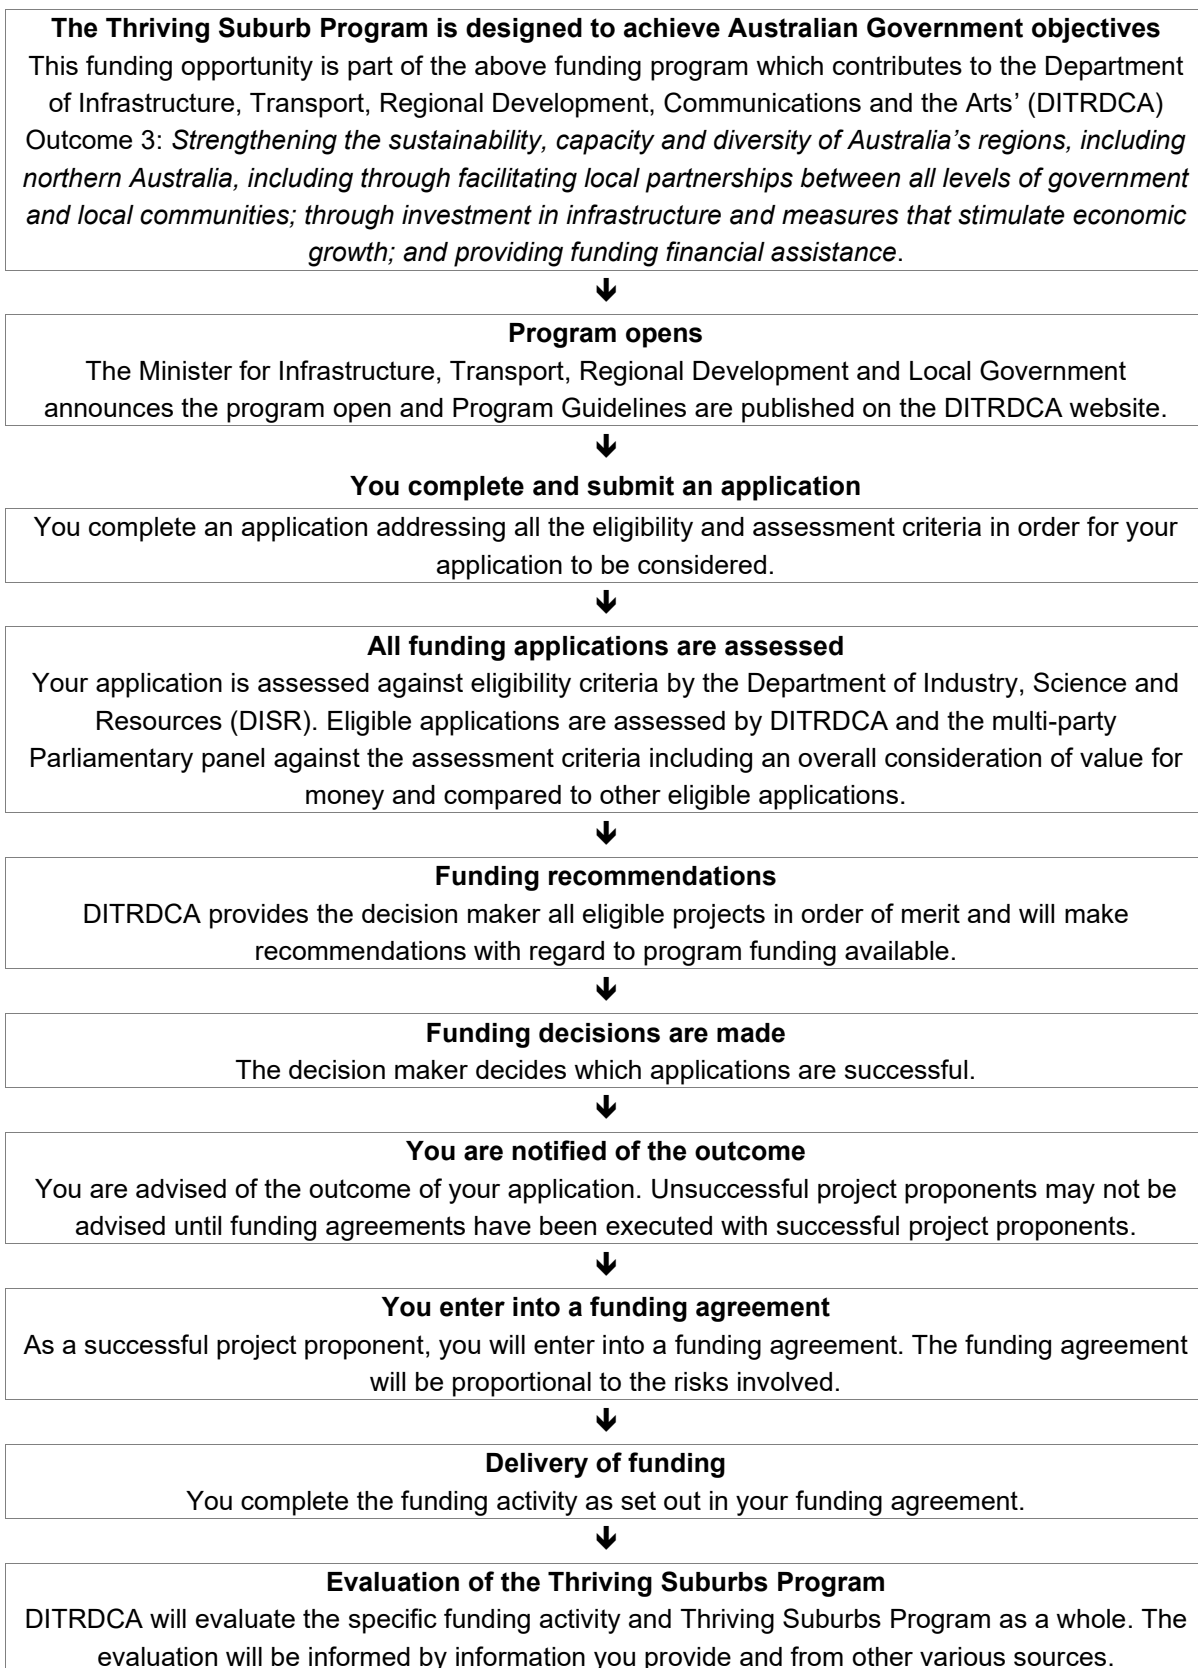 The Thriving Suburb Program is designed to achieve Australian Government objectives
This funding opportunity is part of the above funding program which contributes to the Department
of Infrastructure, Transport, Regional Development, Communications and the Arts’ (DITRDCA)
Outcome 3: Strengthening the sustainability, capacity and diversity of Australia’s regions, including
northern Australia, including through facilitating local partnerships between all levels of government
and local communities; through investment in infrastructure and measures that stimulate economic
growth; and providing funding financial assistance.
Program opens
The Minister for Infrastructure, Transport, Regional Development and Local Government
announces the program open and Program Guidelines are published on the DITRDCA website.
You complete and submit an application
You complete an application addressing all the eligibility and assessment criteria in order for your
application to be considered.
All funding applications are assessed
Your application is assessed against eligibility criteria by the Department of Industry, Science and
Resources (DISR). Eligible applications are assessed by DITRDCA and the multi-party
Parliamentary panel against the assessment criteria including an overall consideration of value for
money and compared to other eligible applications.
Funding recommendations
DITRDCA provides the decision maker all eligible projects in order of merit and will make
recommendations with regard to program funding available.
Funding decisions are made
The decision maker decides which applications are successful.
You are notified of the outcome
You are advised of the outcome of your application. Unsuccessful project proponents may not be
advised until funding agreements have been executed with successful project proponents.
You enter into a funding agreement
As a successful project proponent, you will enter into a funding agreement. The funding agreement
will be proportional to the risks involved.
Delivery of funding
You complete the funding activity as set out in your funding agreement.
Evaluation of the Thriving Suburbs Program
DITRDCA will evaluate the specific funding activity and Thriving Suburbs Program as a whole. The
evaluation will be informed by information you provide and from other various sources.